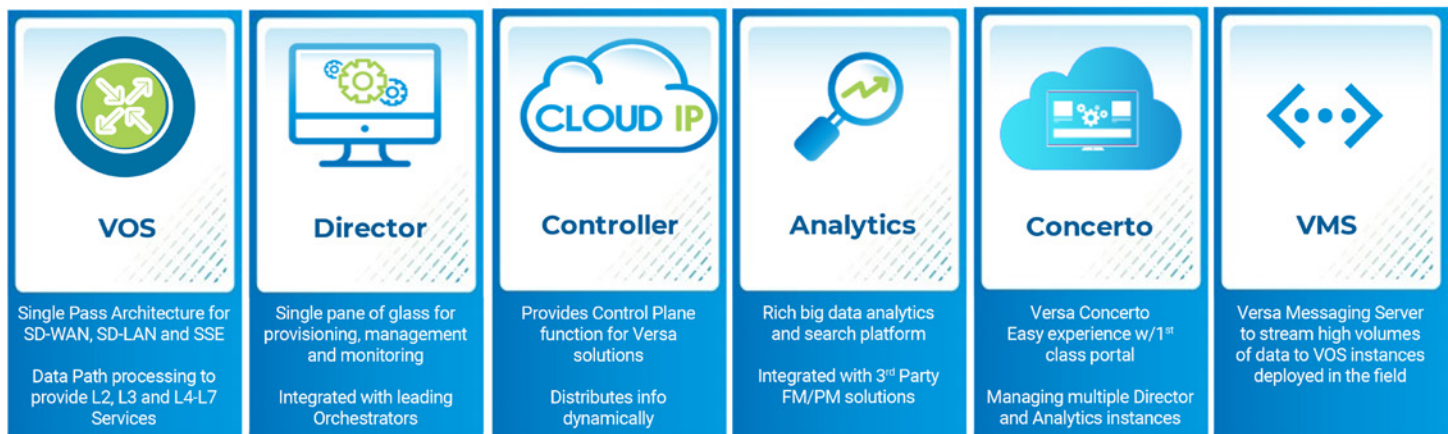 CLOUD IP
VOS
Director
Controller
Analytics
Concerto
VMS
Single Pass Architecture for
SD-WAN, SD-LAN and SSE
Data Path processing to
provide L2, L3 and L4-L7
Services
Single pane of glass for
provisioning, management
and monitoring
Integrated with leading
Orchestrators
Provides Control Plane
function for Versa
solutions
Distributes info
dynamically
Rich big data analytics
and search platform
Integrated with 3rd Party
FM/PM solutions
Versa Concerto
Easy experience w/1st
class portal
Managing multiple Director
and Analytics instances
Versa Messaging Server
to stream high volumes
of data to VOS instances
deployed in the field